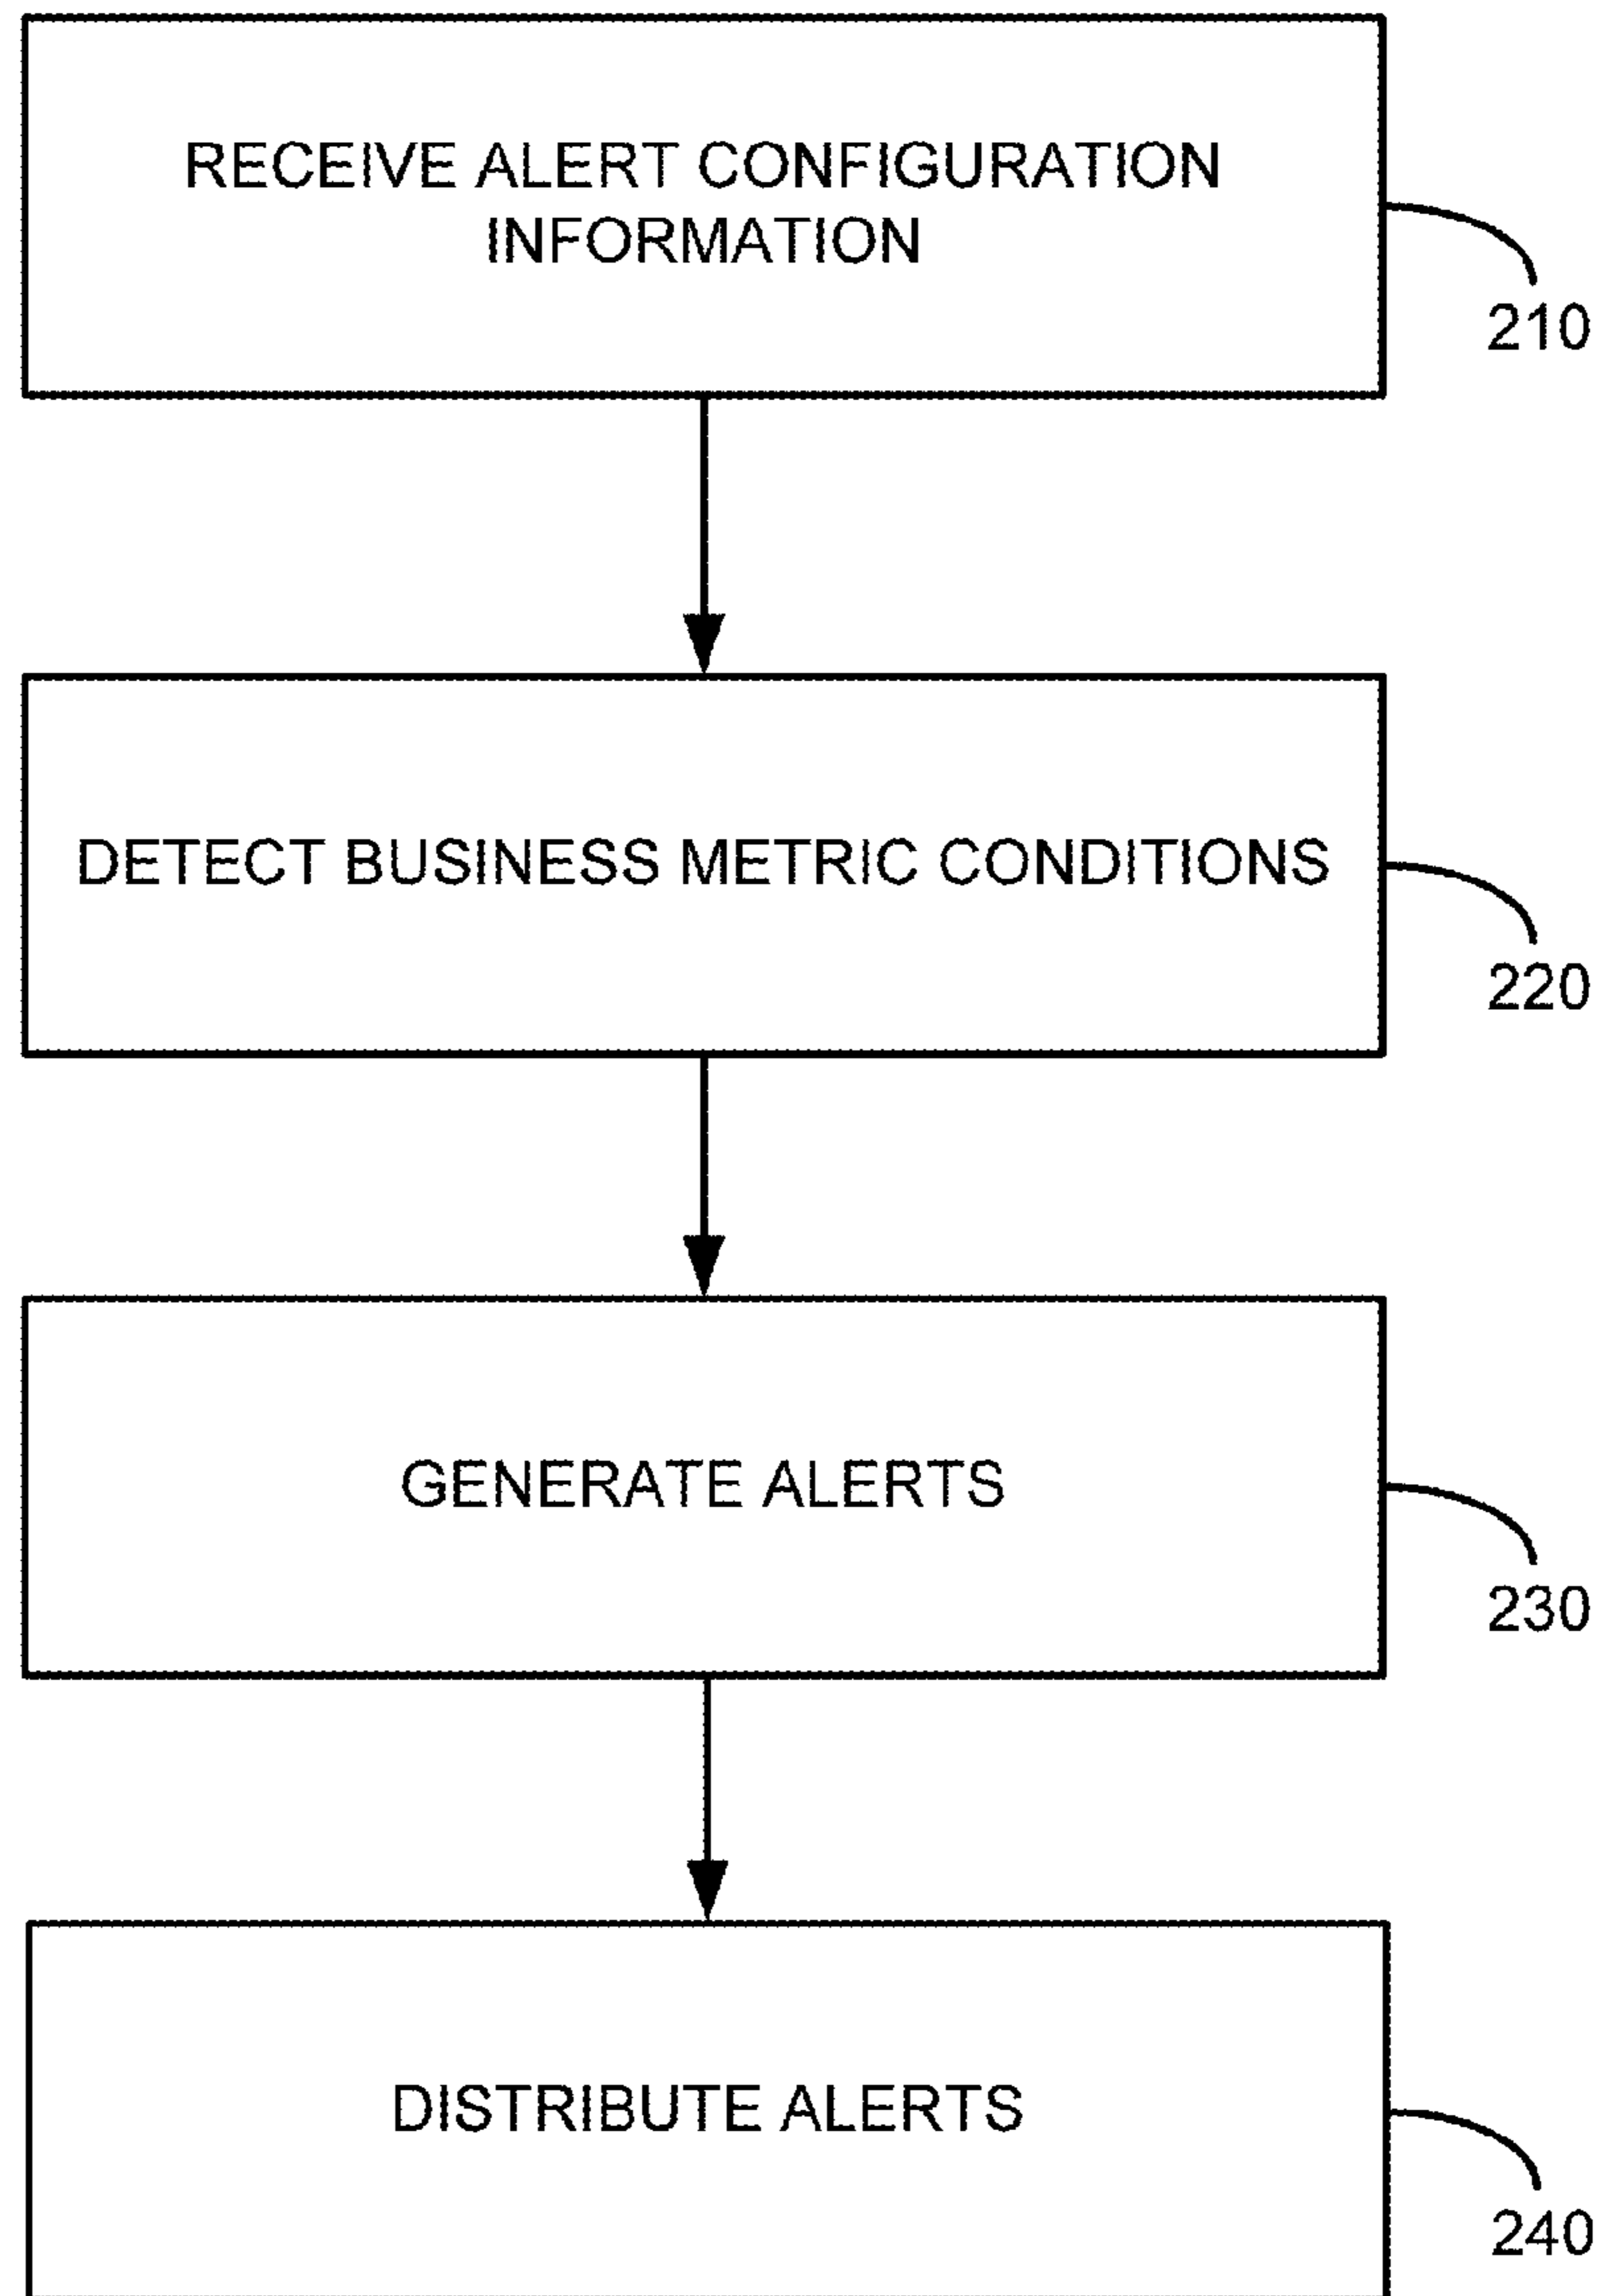 RECEIVE ALERT CONFIGURATION
INFORMATION
210
DETECT BUSINESS METRIC CONDITIONS
220
GENERATE ALERTS
230
DISTRIBUTE ALERTS
240